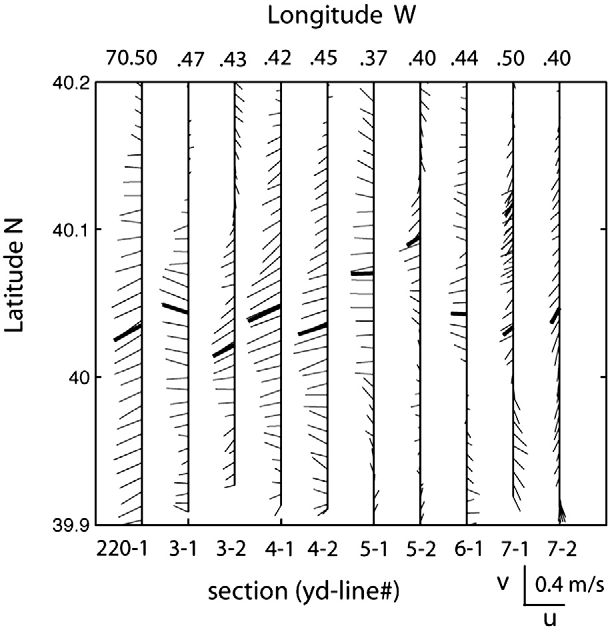 Longitude W
70.50 .47 .43 .42 .45 .37 .40 .44 .50 .40
40.2
40.1
Latitude N
40
39.9
220-1 3-1 3-2 4-1 4-2 5-1 5-2 6-1 7-1 7-2
section (yd-line#)
v 0.4 m/s
u